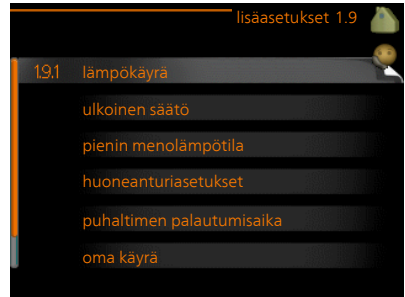 lisäasetukset 1.9
1.9.1 lämpökäyrä
ulkoinen säätö
pienin menolämpötila
huoneanturiasetukset
puhaltimen palautumisaika
oma käyrä